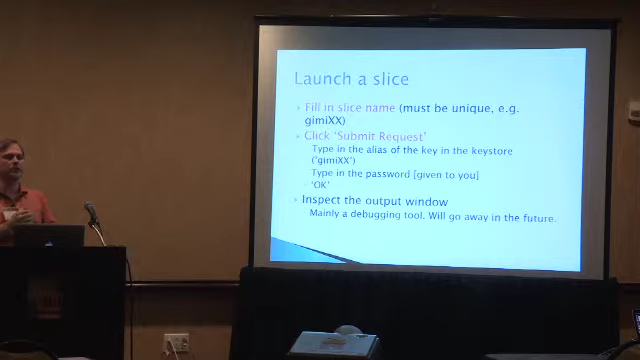 Launch a slice
Fill in slice name (must be unique, e.g.
gimiXX)
Click ‘Submit Request’
Type in the alias of the key in the keystore
(‘gimiXX’)
Type in the password [given to you]
‘OK’
Inspect the output window
Mainly a debugging tool. Will go away in the future.